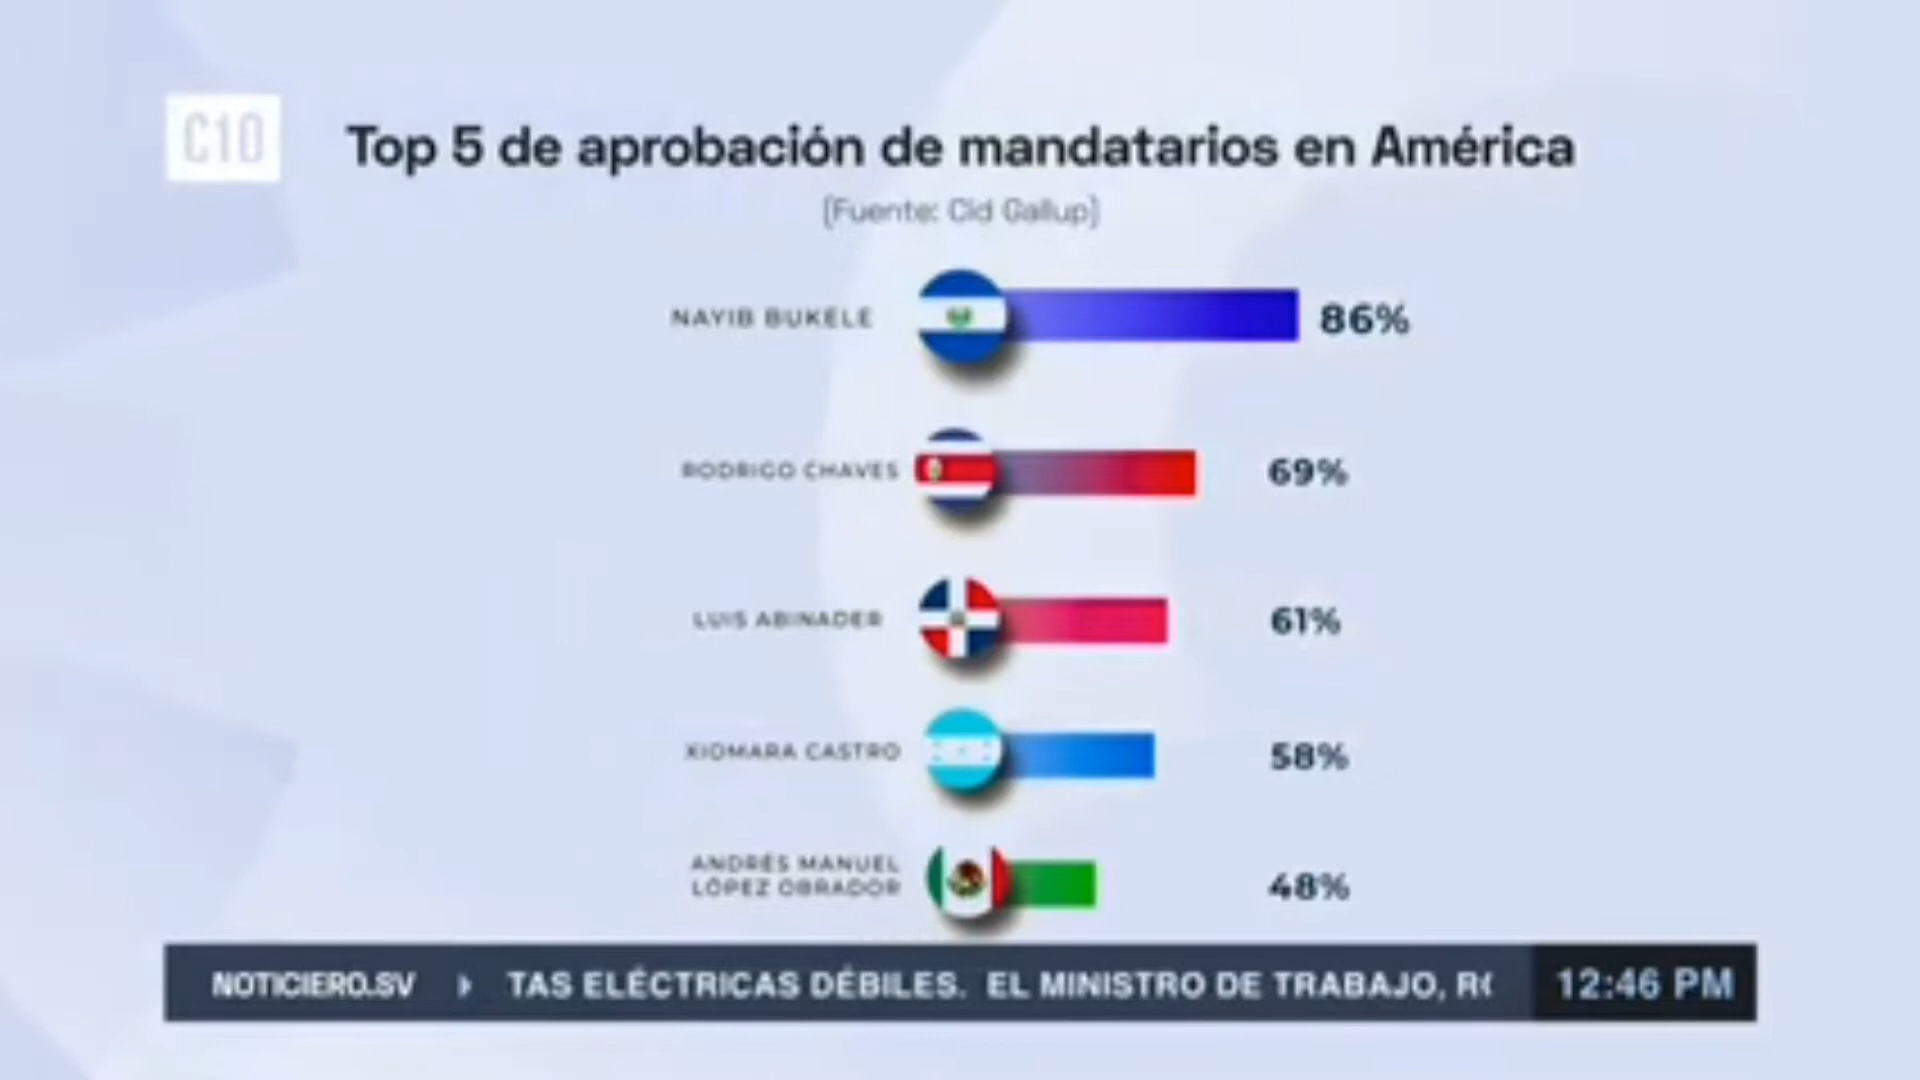 C10
Top 5 de aprobación de mandatarios en América
(Fuente: Cid Gallup)
NAYIB BUKELE
86%
RODRIGO CHAVES
69%
LUIS ABINADER
61%
XIOMARA CASTRO
58%
ANDRÉS MANUEL
LÓPEZ OBRADOR
48%
NOTICIERO.SV › TAS ELÉCTRICAS DÉBILES. EL MINISTRO DE TRABAJO, 12:46 PM